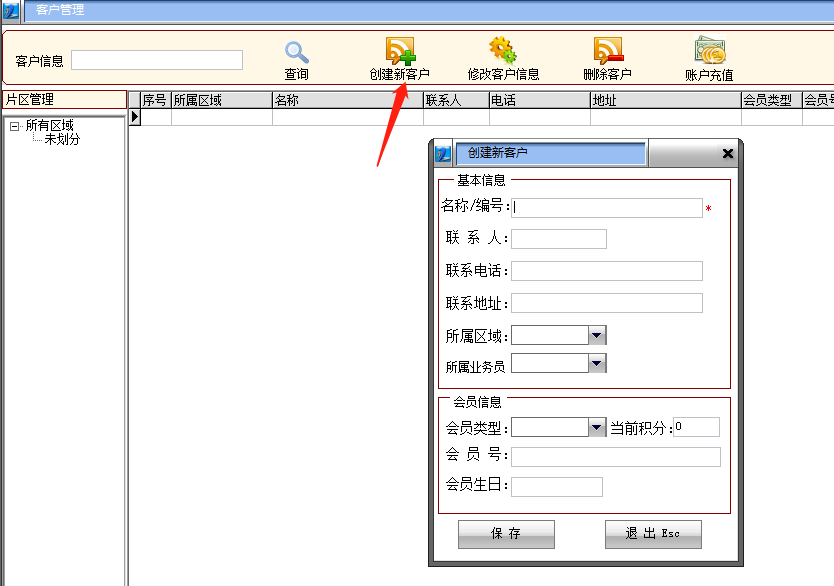 客户管理
客户信息
查询
创建新客户
修改客户信息
删除客户
账户充值
片区管理
序号 所属区域 名称 联系人 电话 地址 会员类型
所有区域
未划分
创建新客户
基本信息
名称/编号: *
联 系 人:
联系电话:
联系地址:
所属区域:
所属业务员
会员信息
会员类型: 当前积分: 0
会 员 号:
会员生日:
保 存
退 出 Esc